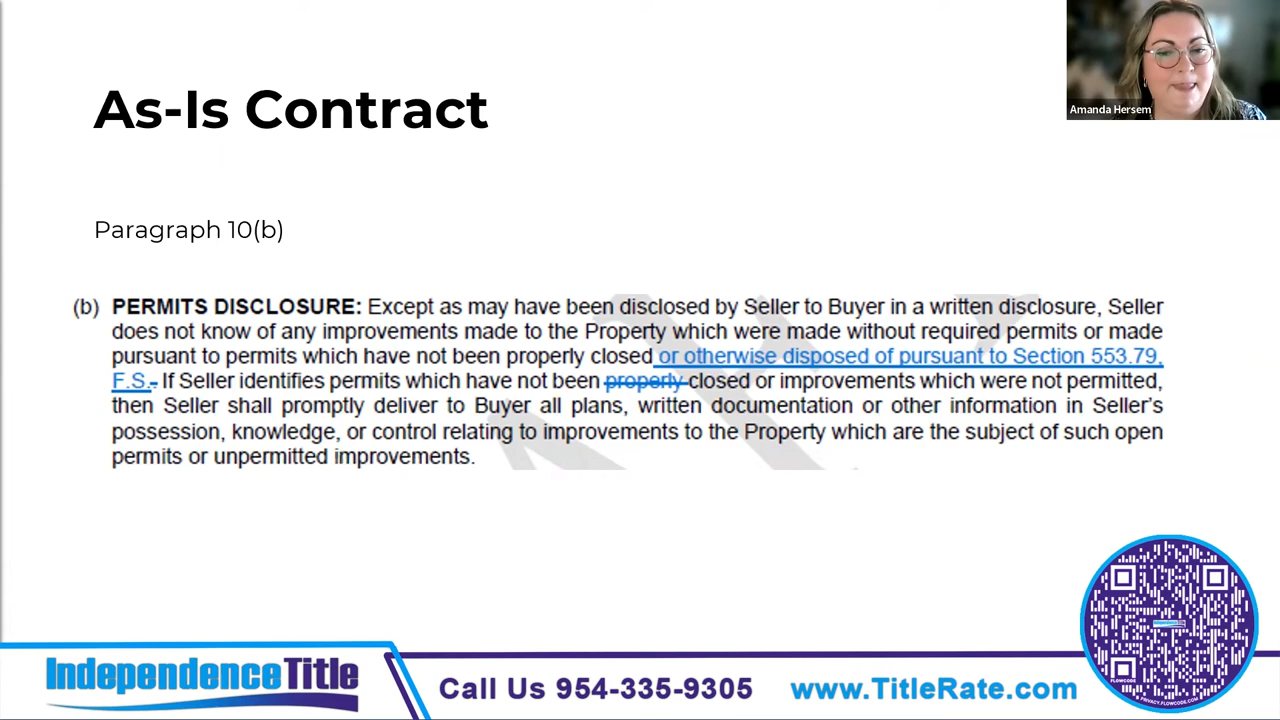 As-Is Contract
Amanda Hersem
Paragraph 10(b)
(b) PERMITS DISCLOSURE: Except as may have been disclosed by Seller to Buyer in a written disclosure, Seller
does not know of any improvements made to the Property which were made without required permits or made
pursuant to permits which have not been properly closed or otherwise disposed of pursuant to Section 553.79,
F.S.. If Seller identifies permits which have not been properly closed or improvements which were not permitted,
then Seller shall promptly deliver to Buyer all plans, written documentation or other information in Seller's
possession, knowledge, or control relating to improvements to the Property which are the subject of such open
permits or unpermitted improvements.
IndependenceTitle
Call Us 954-335-9305
www.TitleRate.com
FLOWCODE
PRIVACY.FLOWCODE.COM